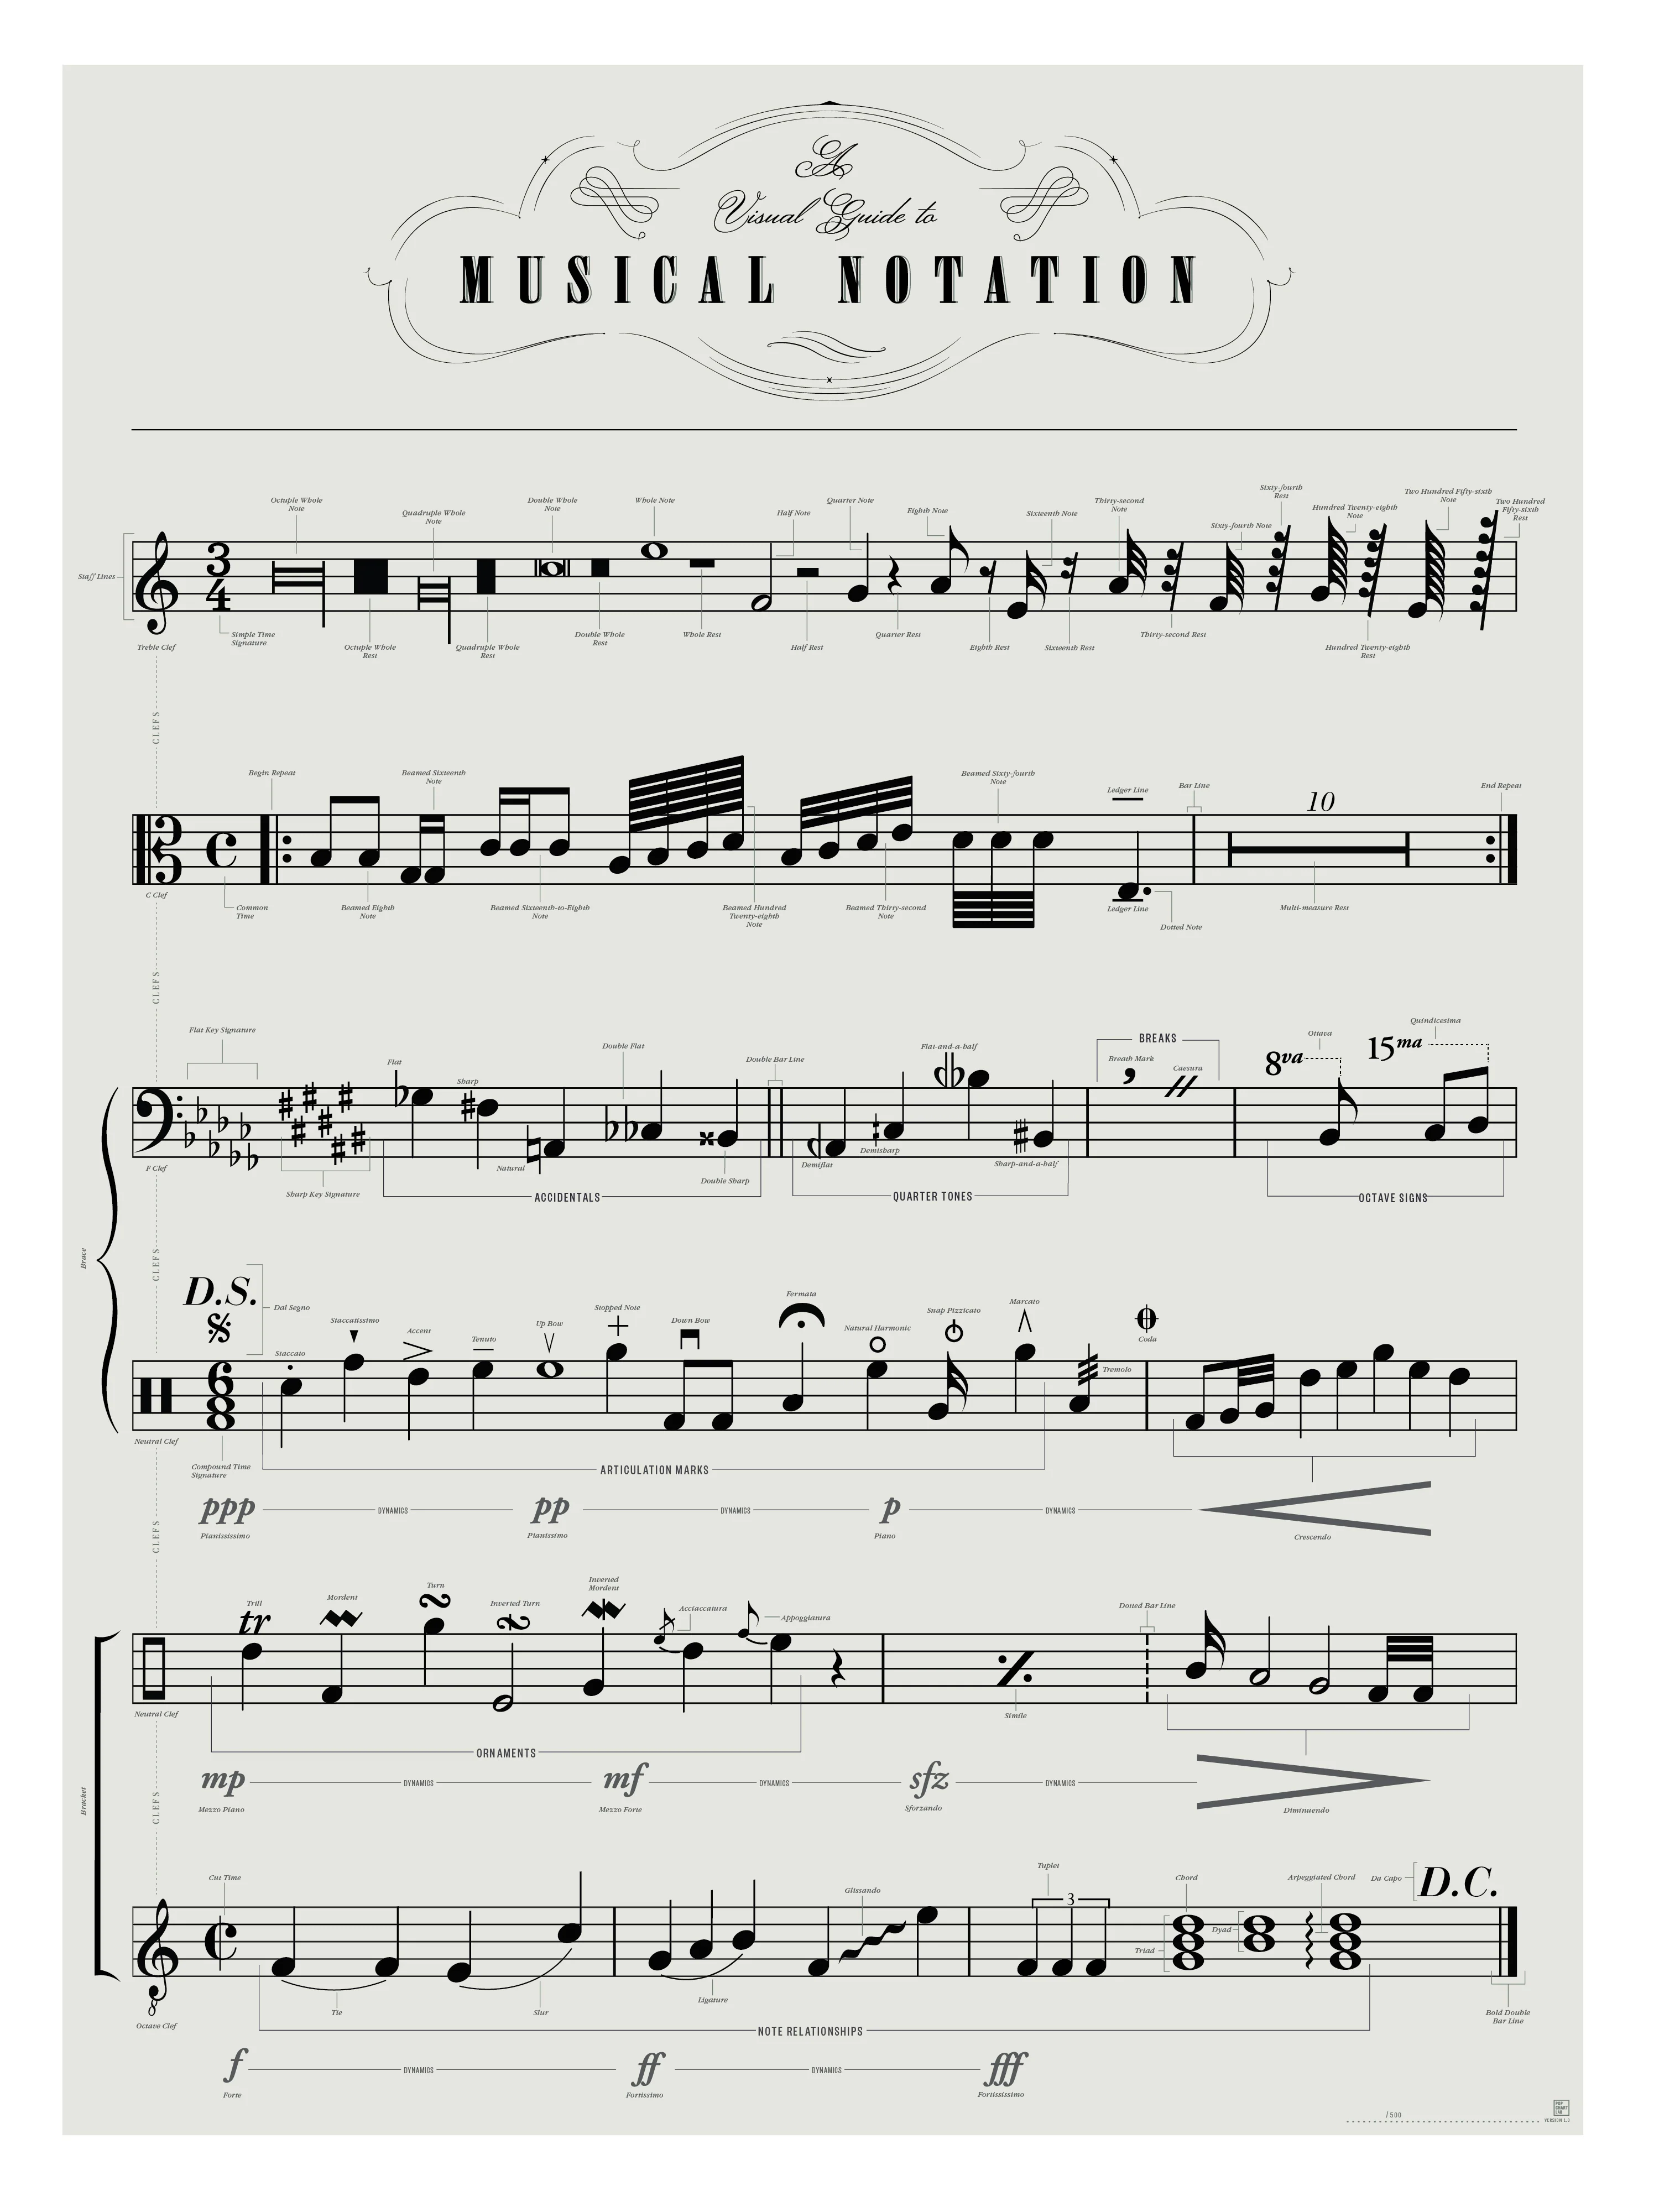 A
Visual Guide to
MUSICAL NOTATION
Octuple Whole
Note
Quadruple Whole
Note
Double Whole
Note
Whole Note
Half Note
Quarter Note
Eighth Note
Sixteenth Note
Thirty-second
Note
Sixty-fourth Note
Sixty-fourth
Rest
Hundred Twenty-eighth
Note
Two Hundred Fifty-sixth
Note
Two Hundred
Fifty-sixth
Rest
Staff Lines
3
4
Treble Clef
Simple Time
Signature
Octuple Whole
Rest
Quadruple Whole
Rest
Double Whole
Rest
Whole Rest
Half Rest
Quarter Rest
Eighth Rest
Sixteenth Rest
Thirty-second Rest
Hundred Twenty-eighth
Rest
CLEFS
Begin Repeat
Beamed Sixteenth
Note
Beamed Sixty-fourth
Note
Ledger Line
Bar Line
10
End Repeat
C Clef
Common
Time
Beamed Eighth
Note
Beamed Sixteenth-to-Eighth
Note
Beamed Hundred
Twenty-eighth
Note
Beamed Thirty-second
Note
Ledger Line
Dotted Note
Multi-measure Rest
CLEFS
Flat Key Signature
Flat
Sharp
Double Flat
Double Bar Line
Flat-and-a-half
BREAKS
Breath Mark
Caesura
Ottava
8va
Quindicesima
15ma
F Clef
Sharp Key Signature
Natural
Double Sharp
ACCIDENTALS
Demiflat
Demisharp
Sharp-and-a-half
QUARTER TONES
OCTAVE SIGNS
Brace
CLEFS
D.S.
Dal Segno
Staccato
Staccatissimo
Accent
Tenuto
Up Bow
Stopped Note
Down Bow
Fermata
Natural Harmonic
Snap Pizzicato
Marcato
Tremolo
Coda
6
8
Neutral Clef
Compound Time
Signature
ARTICULATION MARKS
ppp
DYNAMICS
pp
DYNAMICS
p
DYNAMICS
Pianississimo
Pianissimo
Piano
Crescendo
CLEFS
Trill
tr
Mordent
Turn
Inverted Turn
Inverted
Mordent
Acciaccatura
Appoggiatura
Dotted Bar Line
Neutral Clef
Simile
ORNAMENTS
mp
DYNAMICS
mf
DYNAMICS
sfz
DYNAMICS
Mezzo Piano
Mezzo Forte
Sforzando
Diminuendo
Bracket
CLEFS
Cut Time
Glissando
Tuplet
3
Chord
Dyad
Triad
Arpeggiated Chord
Da Capo
D.C.
8
Octave Clef
Tie
Slur
Ligature
Bold Double
Bar Line
NOTE RELATIONSHIPS
f
DYNAMICS
ff
DYNAMICS
fff
Forte
Fortissimo
Fortississimo
/500
POP
CHART
LAB
VERSION 1.0